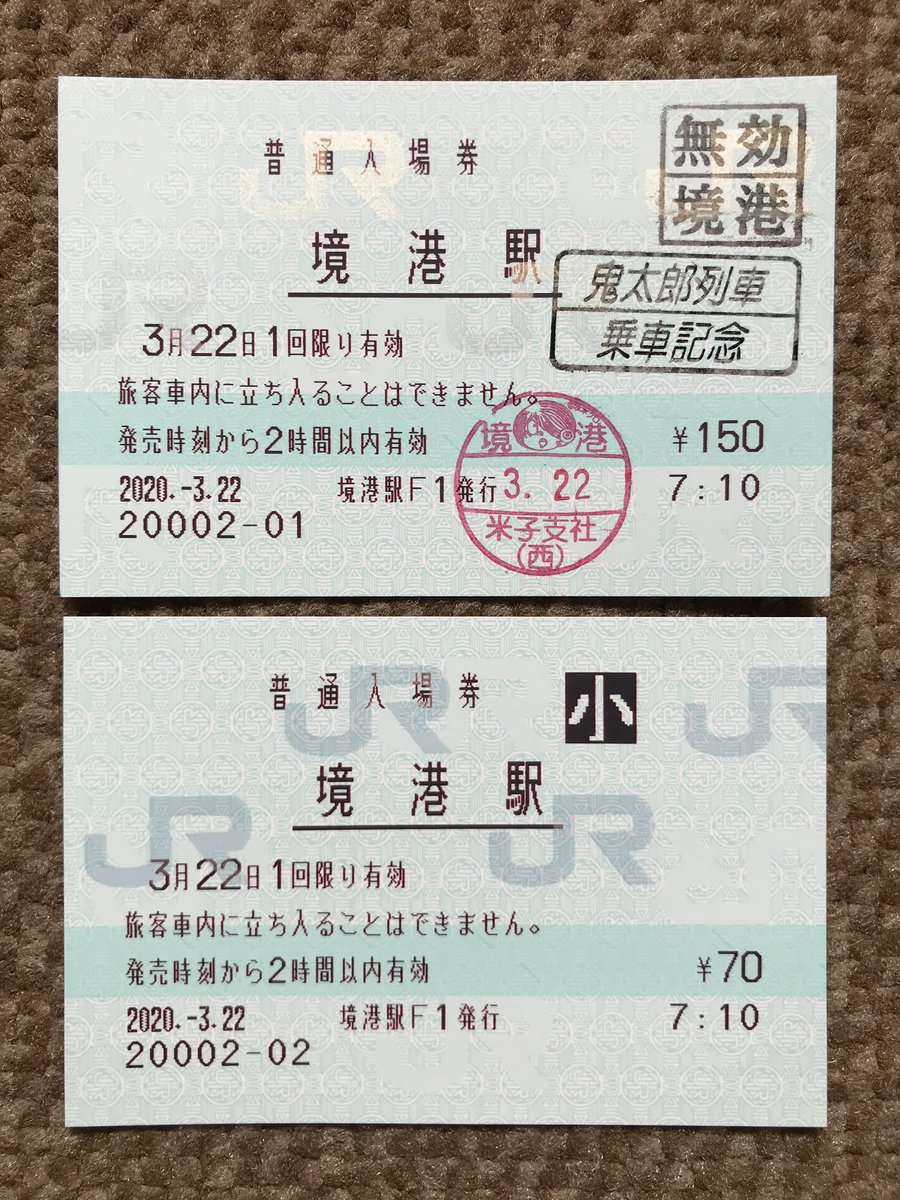 普通入場券
無効
境港
境港駅
鬼太郎列車
乗車記念
3月22日1回限り有効
旅客車内に立ち入ることはできません。
発売時刻から2時間以内有効
¥150
2020.-3.22
境港駅F1発行
7:10
20002-01
境港
3. 22
米子支社
(西)
JR
普通入場券
小
境港駅
3月22日1回限り有効
旅客車内に立ち入ることはできません。
発売時刻から2時間以内有効
¥70
2020.-3.22
境港駅F1発行
7:10
20002-02
JR
JR
JR
JR